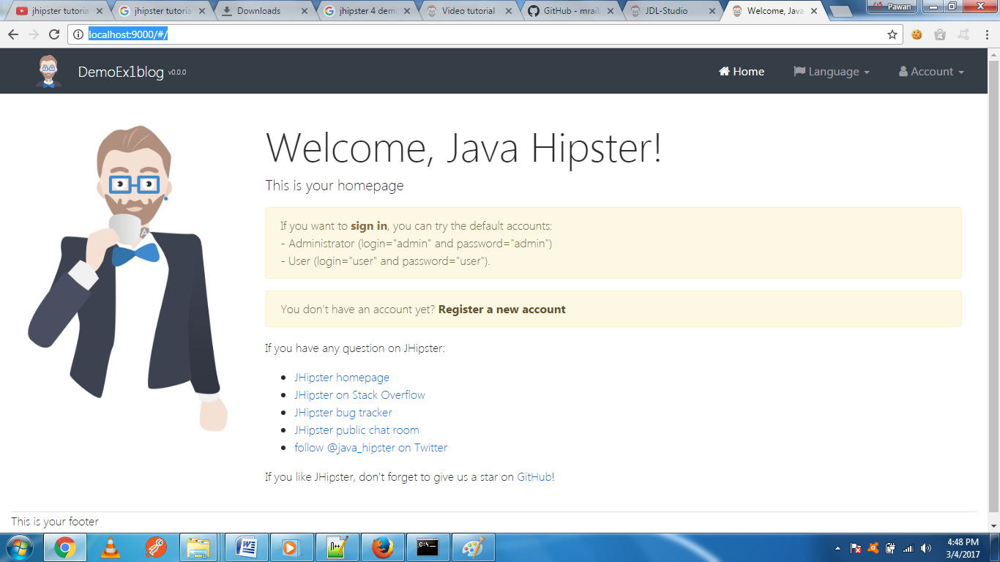 jhipster tutoria
jhipster tutoria
Downloads
jhipster 4 dem
Video tutorial
GitHub - mraib
JDL-Studio
Welcome, Java
Pawan
localhost:9000/#/
DemoEx1blog v0.0.0
Home
Language
Account
Welcome, Java Hipster!
This is your homepage
If you want to sign in, you can try the default accounts:
- Administrator (login="admin" and password="admin")
- User (login="user" and password="user").
You don't have an account yet? Register a new account
If you have any question on JHipster:
JHipster homepage
JHipster on Stack Overflow
JHipster bug tracker
JHipster public chat room
follow @java_hipster on Twitter
If you like JHipster, don't forget to give us a star on GitHub!
This is your footer
4:48 PM
3/4/2017